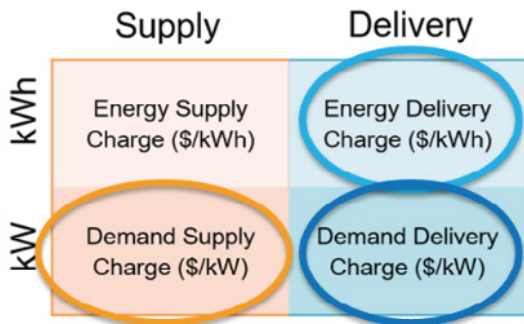 Supply Delivery
kWh
Energy Supply
Charge ($/kWh)
Energy Delivery
Charge ($/kWh)
kW
Demand Supply
Charge ($/kW)
Demand Delivery
Charge ($/kW)